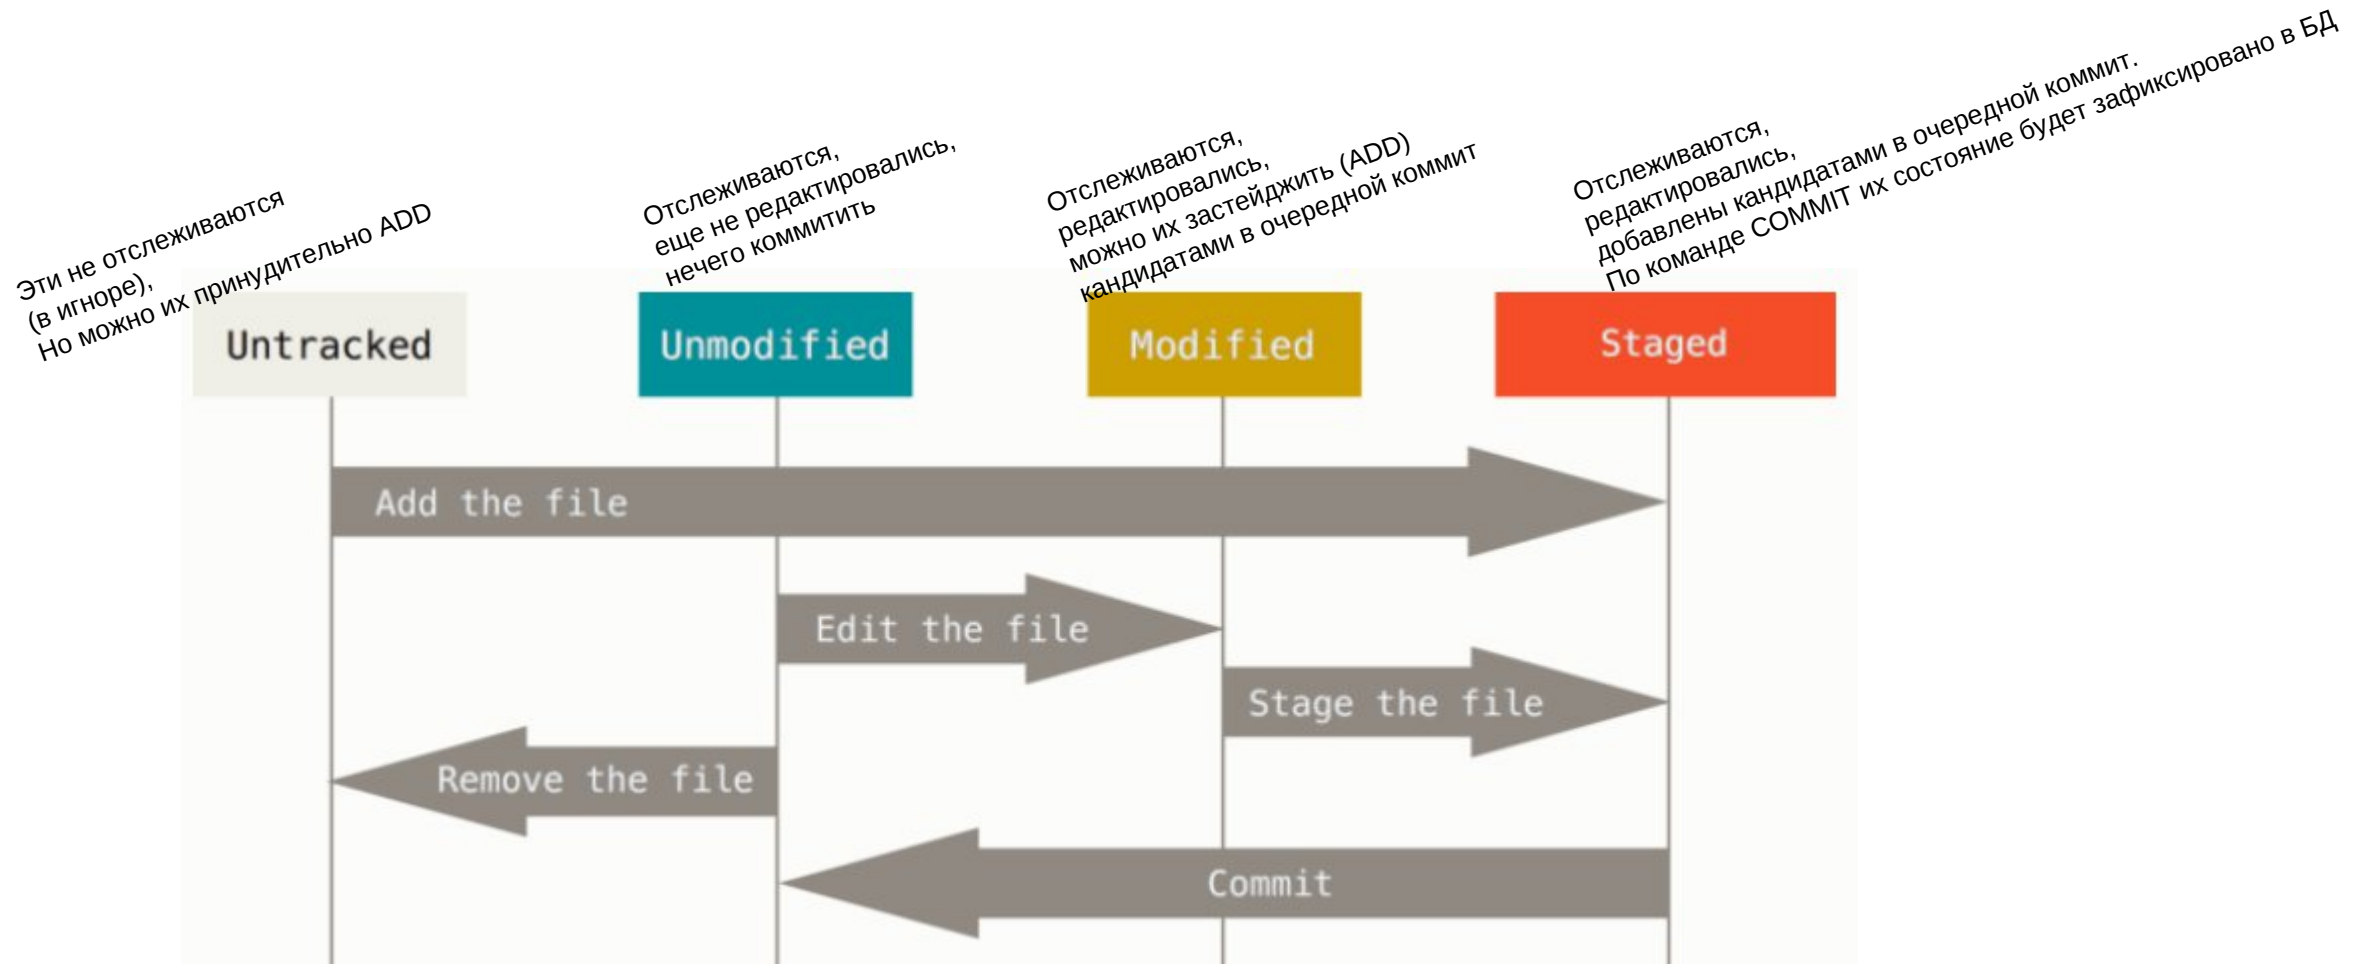 Эти не отслеживаются
(в игноре),
Но можно их принудительно ADD
Отслеживаются,
еще не редактировались,
нечего коммитить
Отслеживаются,
редактировались,
можно их застейджить (ADD)
кандидатами в очередной коммит
Отслеживаются,
редактировались,
добавлены кандидатами в очередной коммит.
По команде COMMIT их состояние будет зафиксировано в БД
Untracked
Unmodified
Modified
Staged
Add the file
Edit the file
Stage the file
Remove the file
Commit